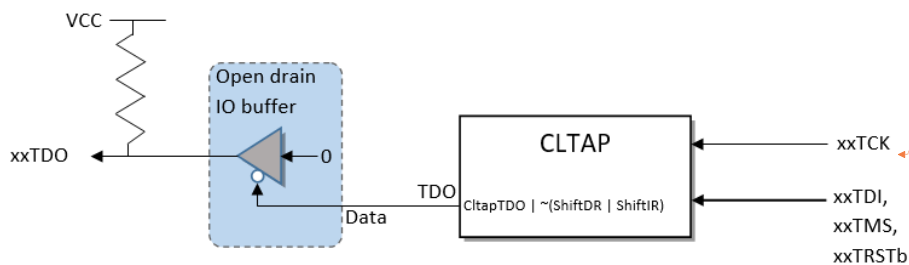 VCC
Open drain
IO buffer
xxTDO
0
CLTAP
TDO
CltapTDO | ~(ShiftDR | ShiftIR)
Data
xxTCK
xxTDI,
xxTMS,
xxTRSTb